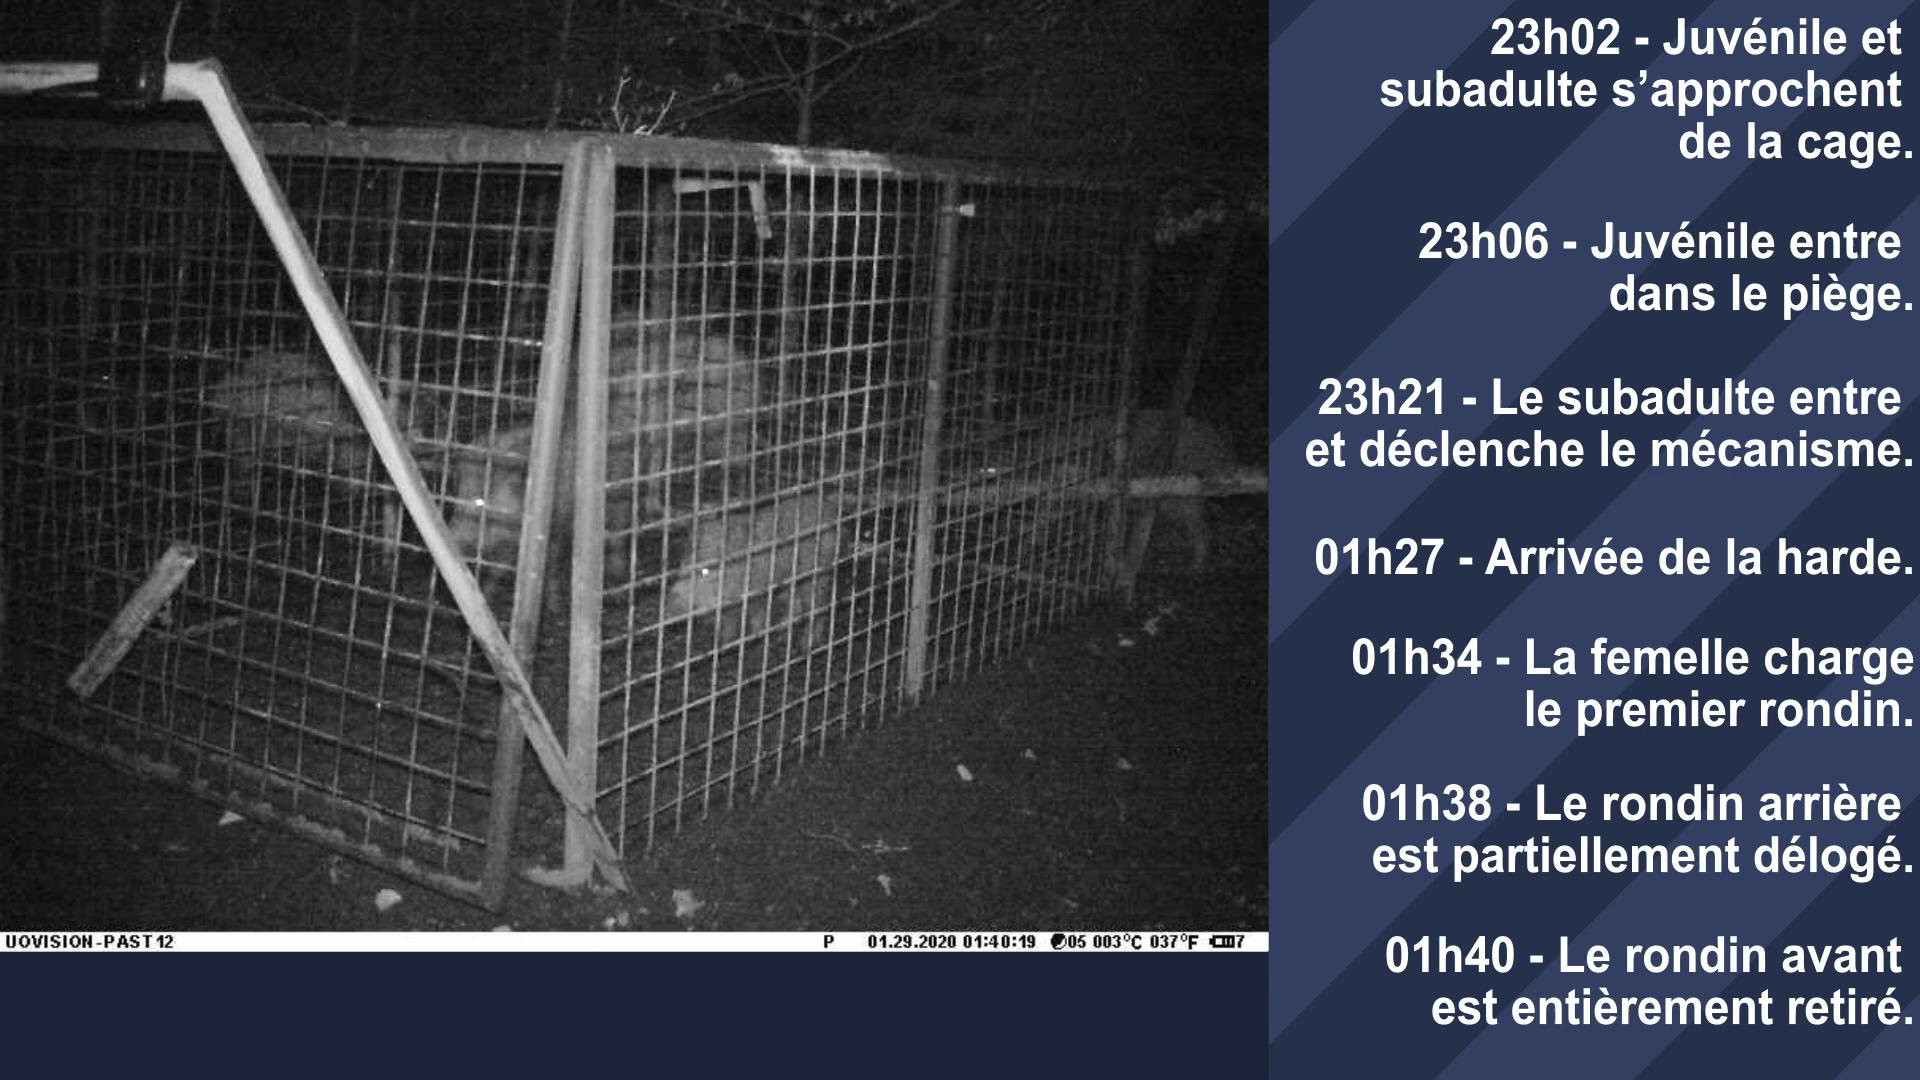 23h02 - Juvénile et
subadulte s’approchent
de la cage.
23h06 - Juvénile entre
dans le piège.
23h21 - Le subadulte entre
et déclenche le mécanisme.
01h27 - Arrivée de la harde.
01h34 - La femelle charge
le premier rondin.
01h38 - Le rondin arrière
est partiellement délogé.
01h40 - Le rondin avant
est entièrement retiré.
UOVISION-PAST12 P 01.29.2020 01:40:19 05 003°C 037°F 7